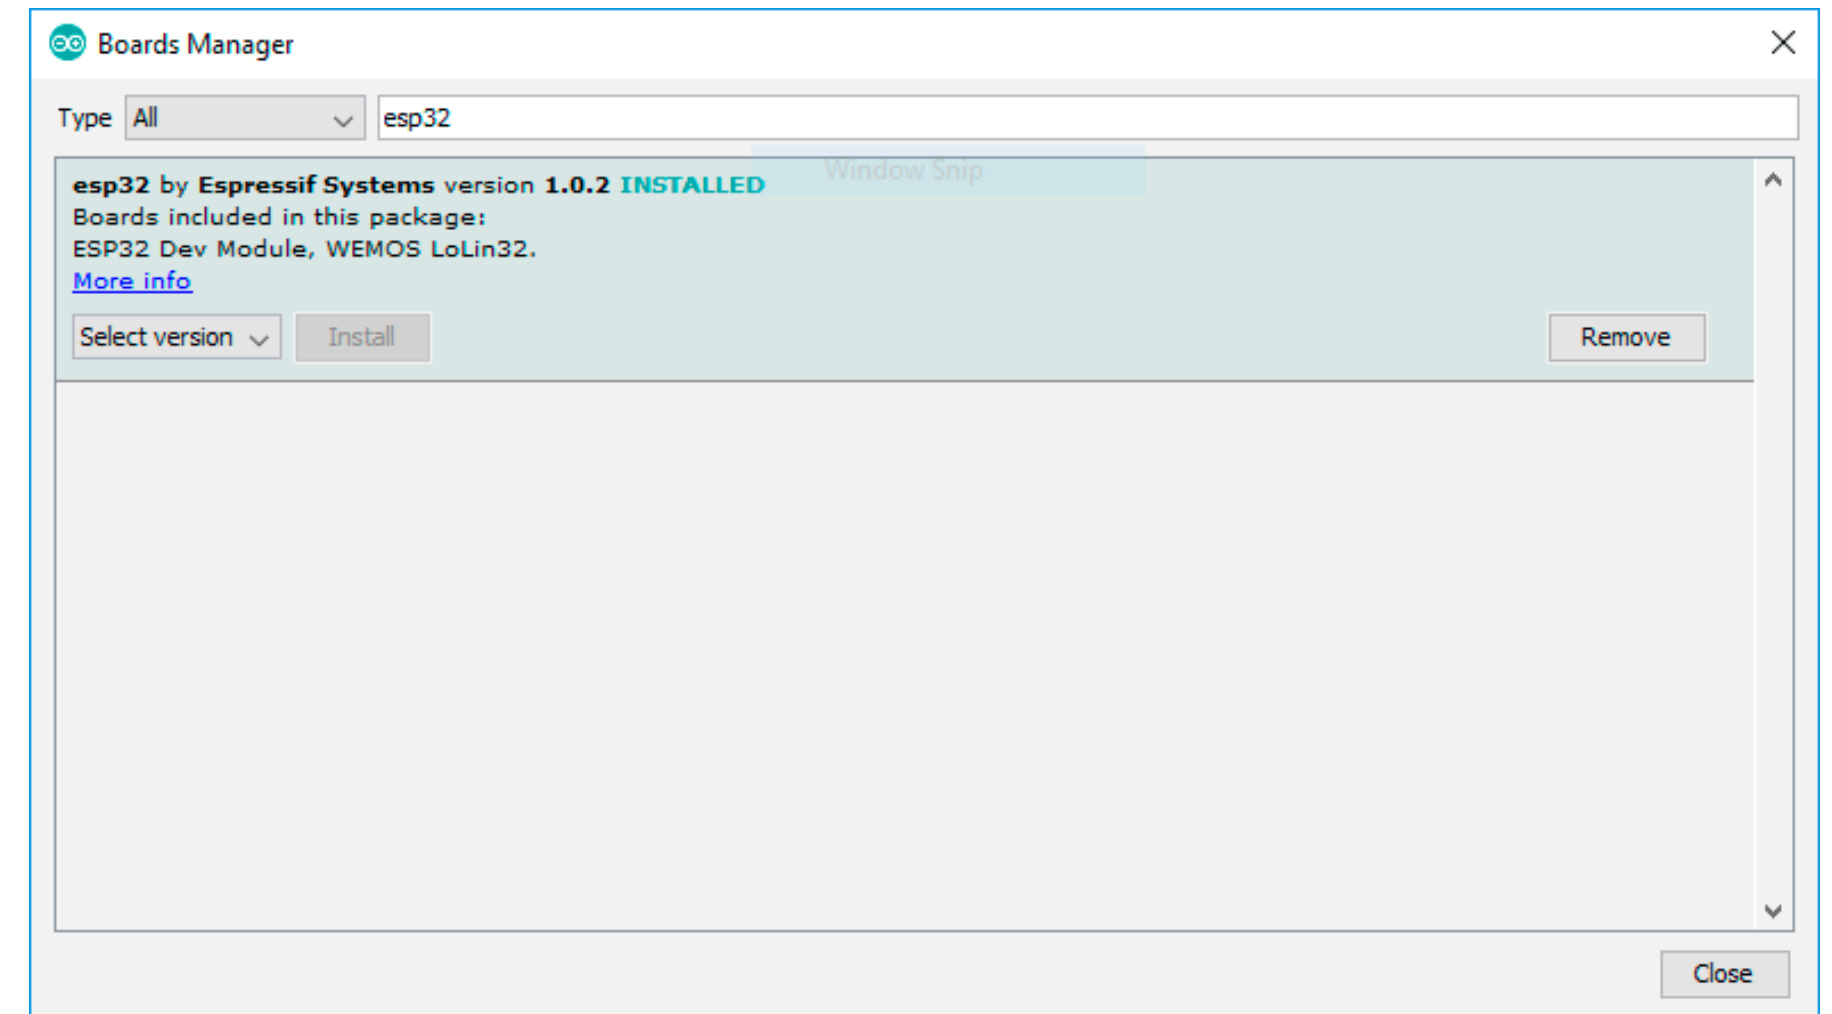 Boards Manager
Type All esp32
Window Snip
esp32 by Espressif Systems version 1.0.2 INSTALLED
Boards included in this package:
ESP32 Dev Module, WEMOS LoLin32.
More info
Select version Install Remove
Close